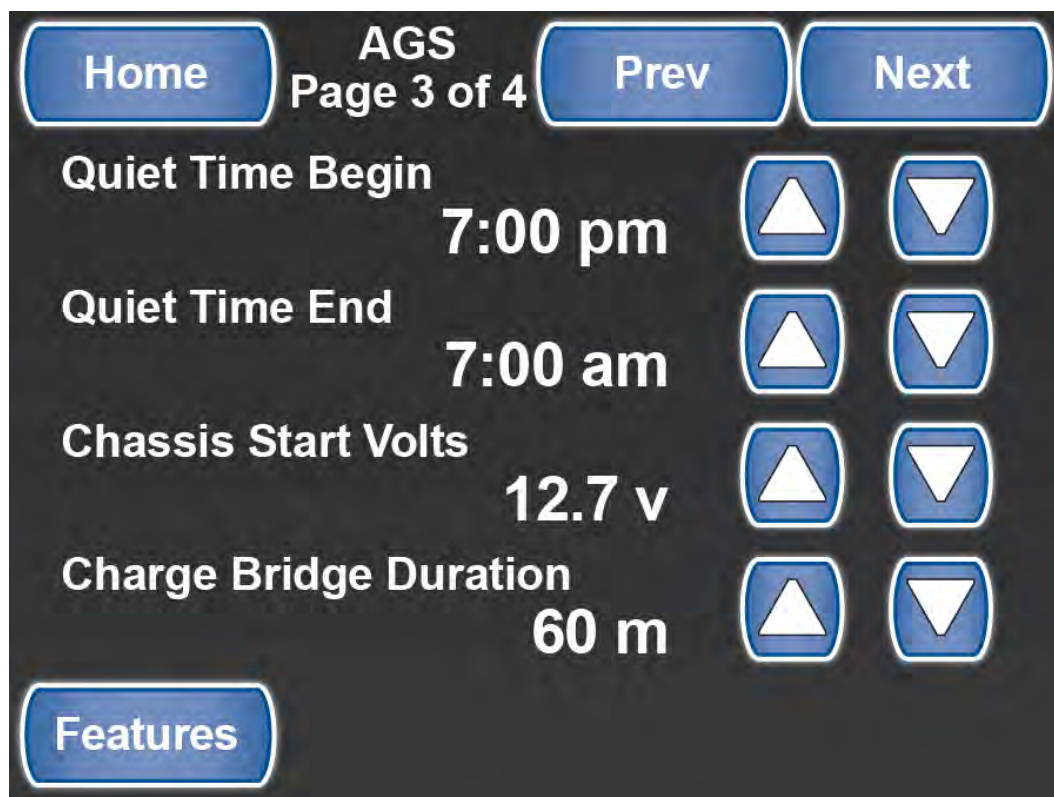 Home
AGS
Page 3 of 4
Prev
Next
Quiet Time Begin
7:00 pm
Quiet Time End
7:00 am
Chassis Start Volts
12.7 v
Charge Bridge Duration
60 m
Features